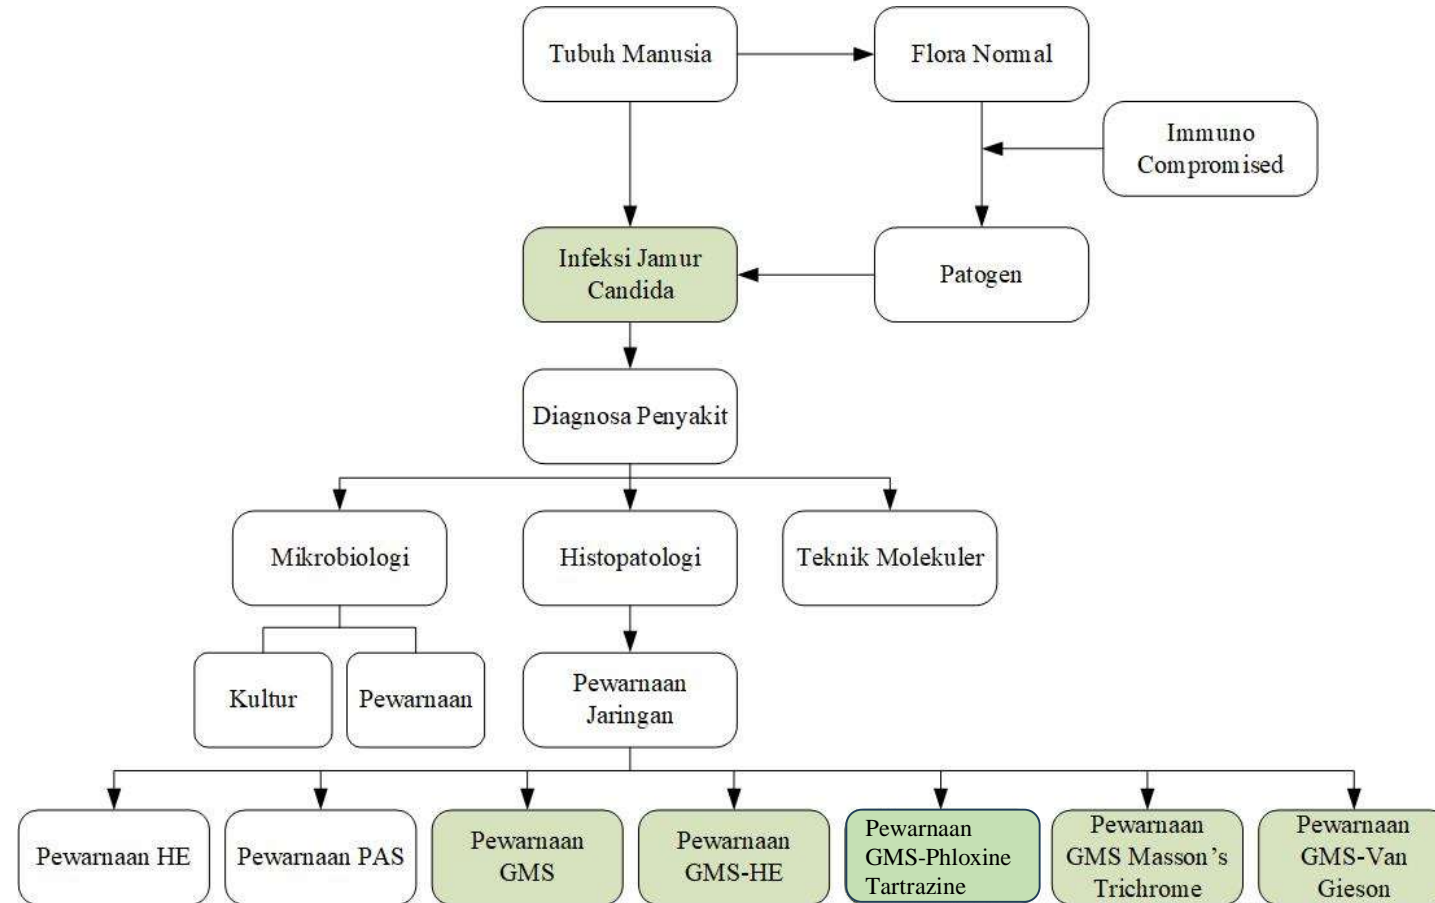 Tubuh Manusia
Flora Normal
Immuno
Compromised
Infeksi Jamur
Candida
Patogen
Diagnosa Penyakit
Mikrobiologi
Histopatologi
Teknik Molekuler
Kultur
Pewarnaan
Pewarnaan
Jaringan
Pewarnaan HE
Pewarnaan PAS
Pewarnaan
GMS
Pewarnaan
GMS-HE
Pewarnaan
GMS-Phloxine
Tartrazine
Pewarnaan
GMS Masson’s
Trichrome
Pewarnaan
GMS-Van
Gieson